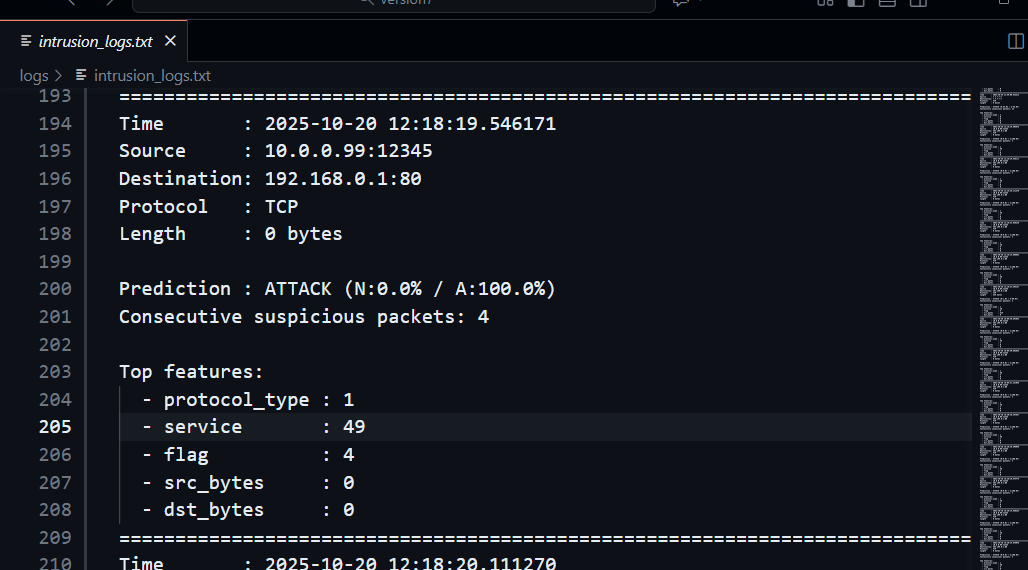 version7
intrusion_logs.txt
logs > intrusion_logs.txt
193 ============================================================================
194 Time : 2025-10-20 12:18:19.546171
195 Source : 10.0.0.99:12345
196 Destination: 192.168.0.1:80
197 Protocol : TCP
198 Length : 0 bytes
199
200 Prediction : ATTACK (N:0.0% / A:100.0%)
201 Consecutive suspicious packets: 4
202
203 Top features:
204 - protocol_type : 1
205 - service : 49
206 - flag : 4
207 - src_bytes : 0
208 - dst_bytes : 0
209 ============================================================================
210 Time : 2025-10-20 12:18:20.111270